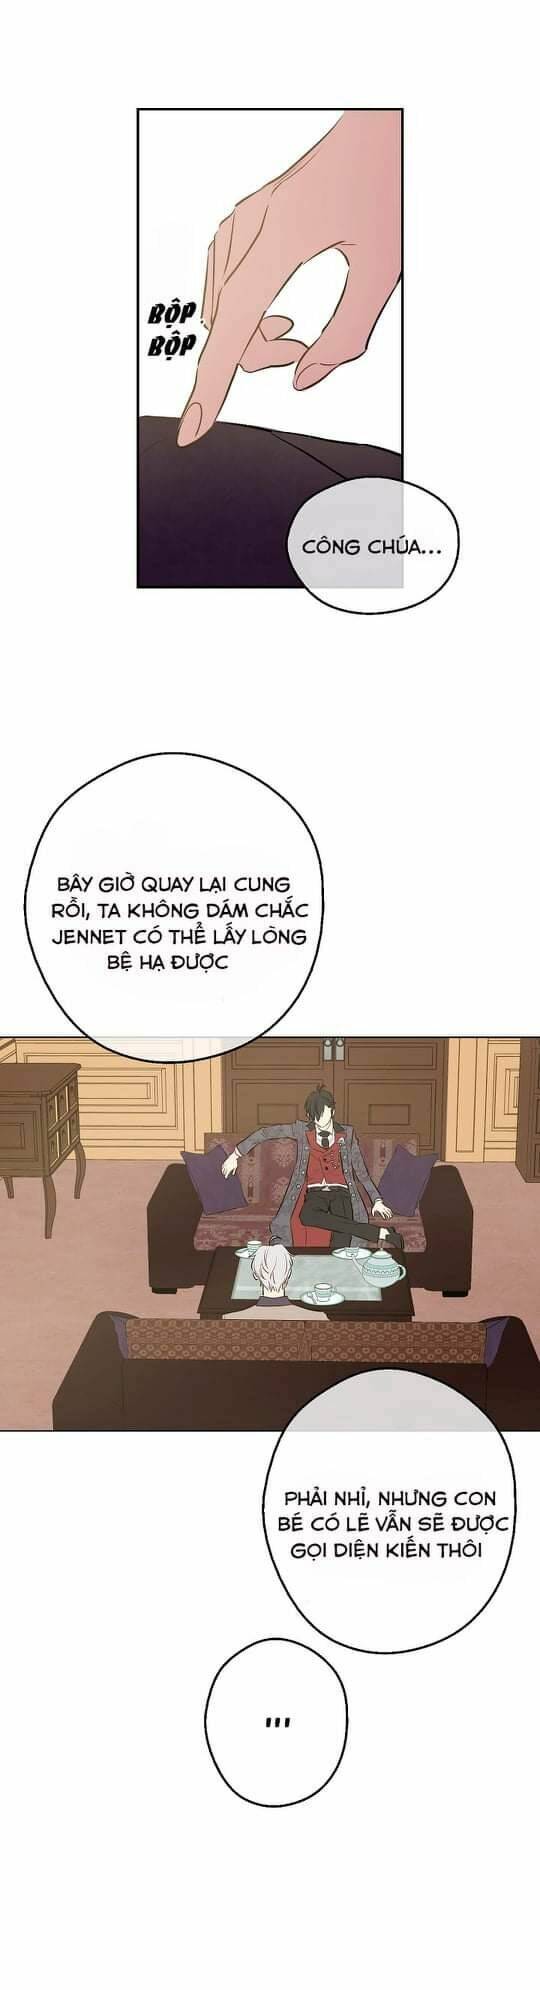 BỘP
BỘP
CÔNG CHÚA...
BÂY GIỜ QUAY LẠI CUNG
RỒI, TA KHÔNG DÁM CHẮC
JENNET CÓ THỂ LẤY LÒNG
BỆ HẠ ĐƯỢC
PHẢI NHỈ, NHƯNG CON
BÉ CÓ LẼ VẪN SẼ ĐƯỢC
GỌI DIỆN KIẾN THÔI
...